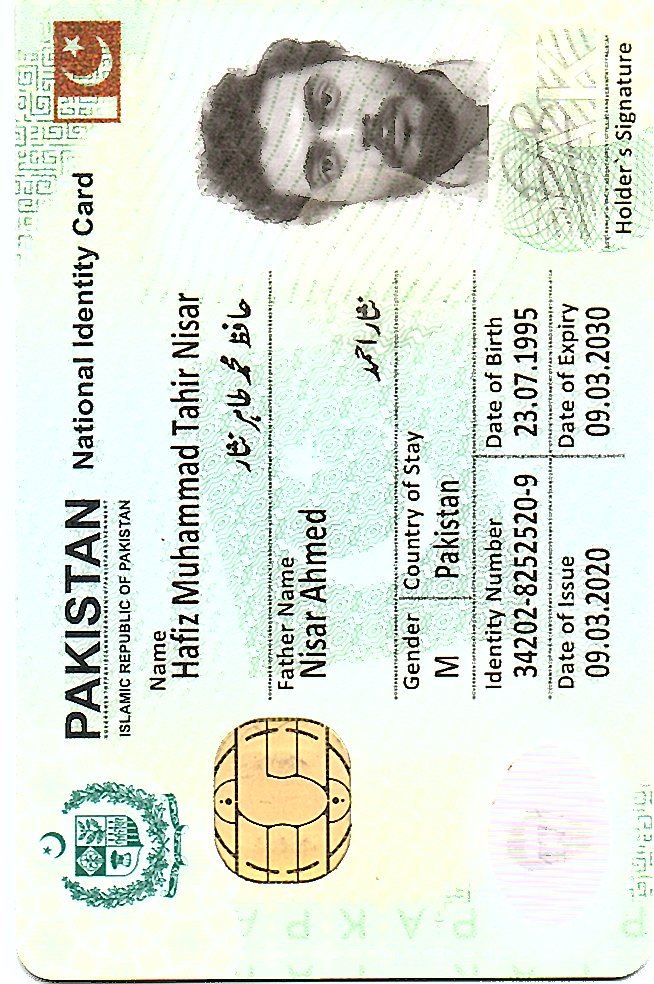 PAKISTAN National Identity Card
ISLAMIC REPUBLIC OF PAKISTAN
Name
Hafiz Muhammad Tahir Nisar
حافظ محمد طاہر نثار
Father Name
Nisar Ahmed
نثار احمد
Gender Country of Stay
M Pakistan
Identity Number Date of Birth
34202-8252520-9 23.07.1995
Date of Issue Date of Expiry
09.03.2020 09.03.2030
Holder`s Signature